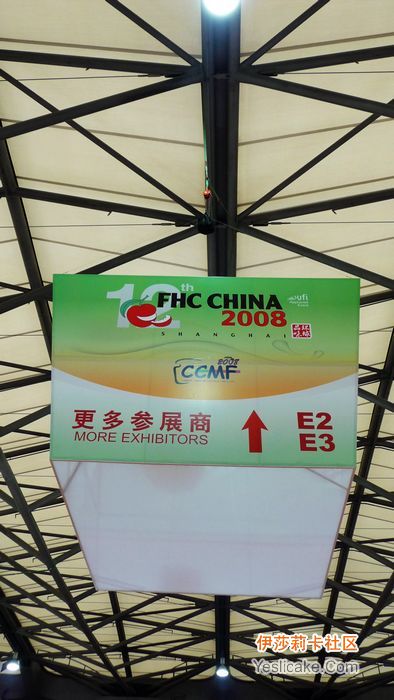 12th
FHC CHINA
2008
SHANGHAI
ufi
2008
CCMF
更多参展商
MORE EXHIBITORS
E2
E3
伊莎莉卡社区
Yeslicake.Com